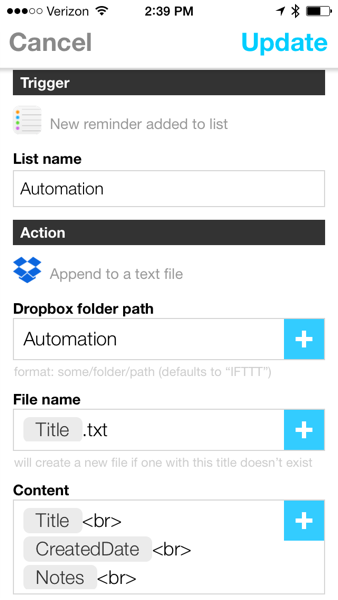 Verizon 2:39 PM
Cancel Update
Trigger
New reminder added to list
List name
Automation
Action
Append to a text file
Dropbox folder path
Automation +
format: some/folder/path (defaults to “IFTTT”)
File name
Title .txt +
will create a new file if one with this title doesn't exist
Content
Title <br> +
CreatedDate <br>
Notes <br>